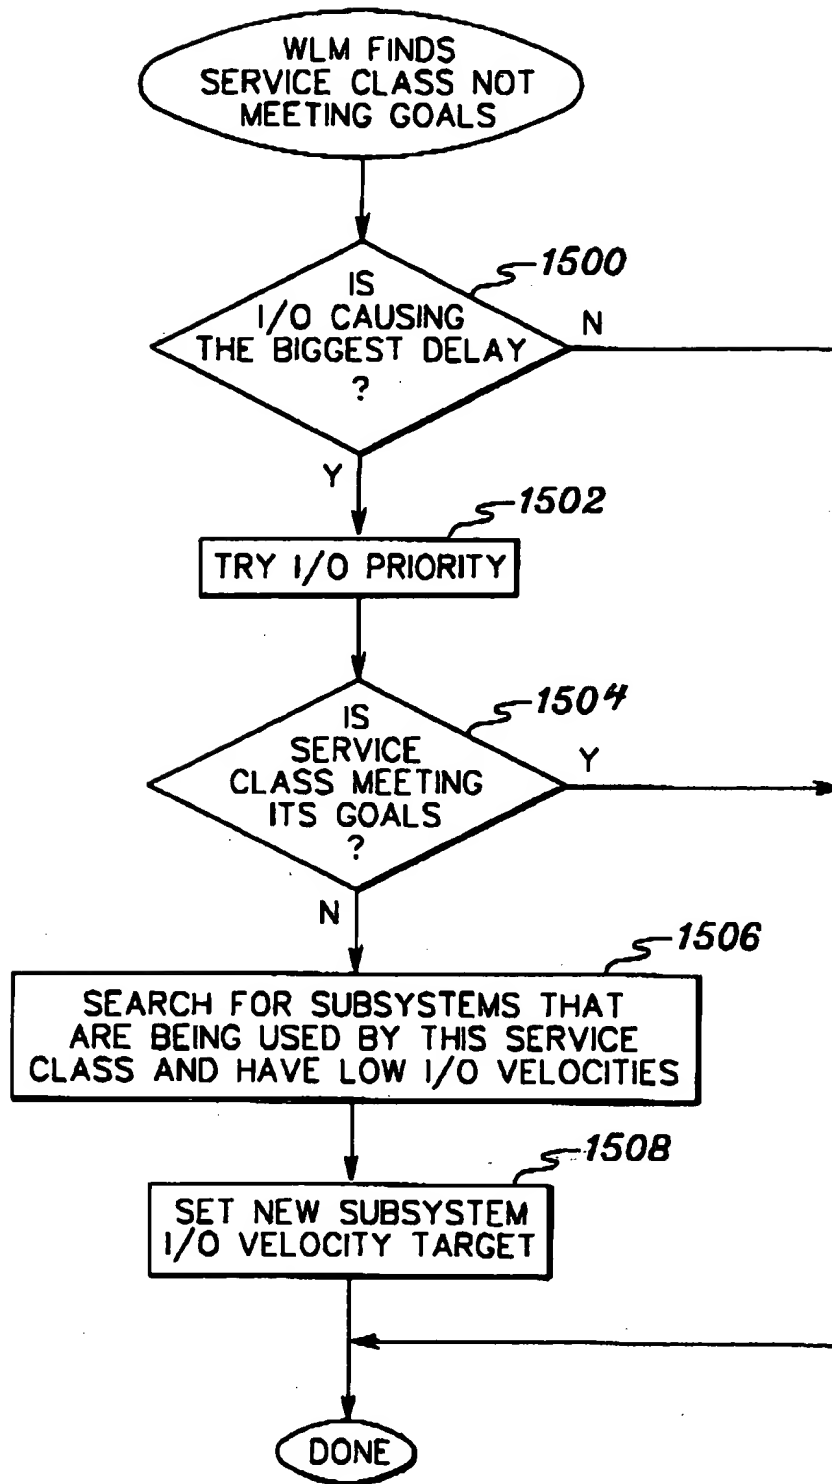 WLM FINDS
SERVICE CLASS NOT
MEETING GOALS
1500
IS
I/O CAUSING
THE BIGGEST DELAY
?
N
Y
1502
TRY I/O PRIORITY
1504
IS
SERVICE
CLASS MEETING
ITS GOALS
?
Y
N
1506
SEARCH FOR SUBSYSTEMS THAT
ARE BEING USED BY THIS SERVICE
CLASS AND HAVE LOW I/O VELOCITIES
1508
SET NEW SUBSYSTEM
I/O VELOCITY TARGET
DONE